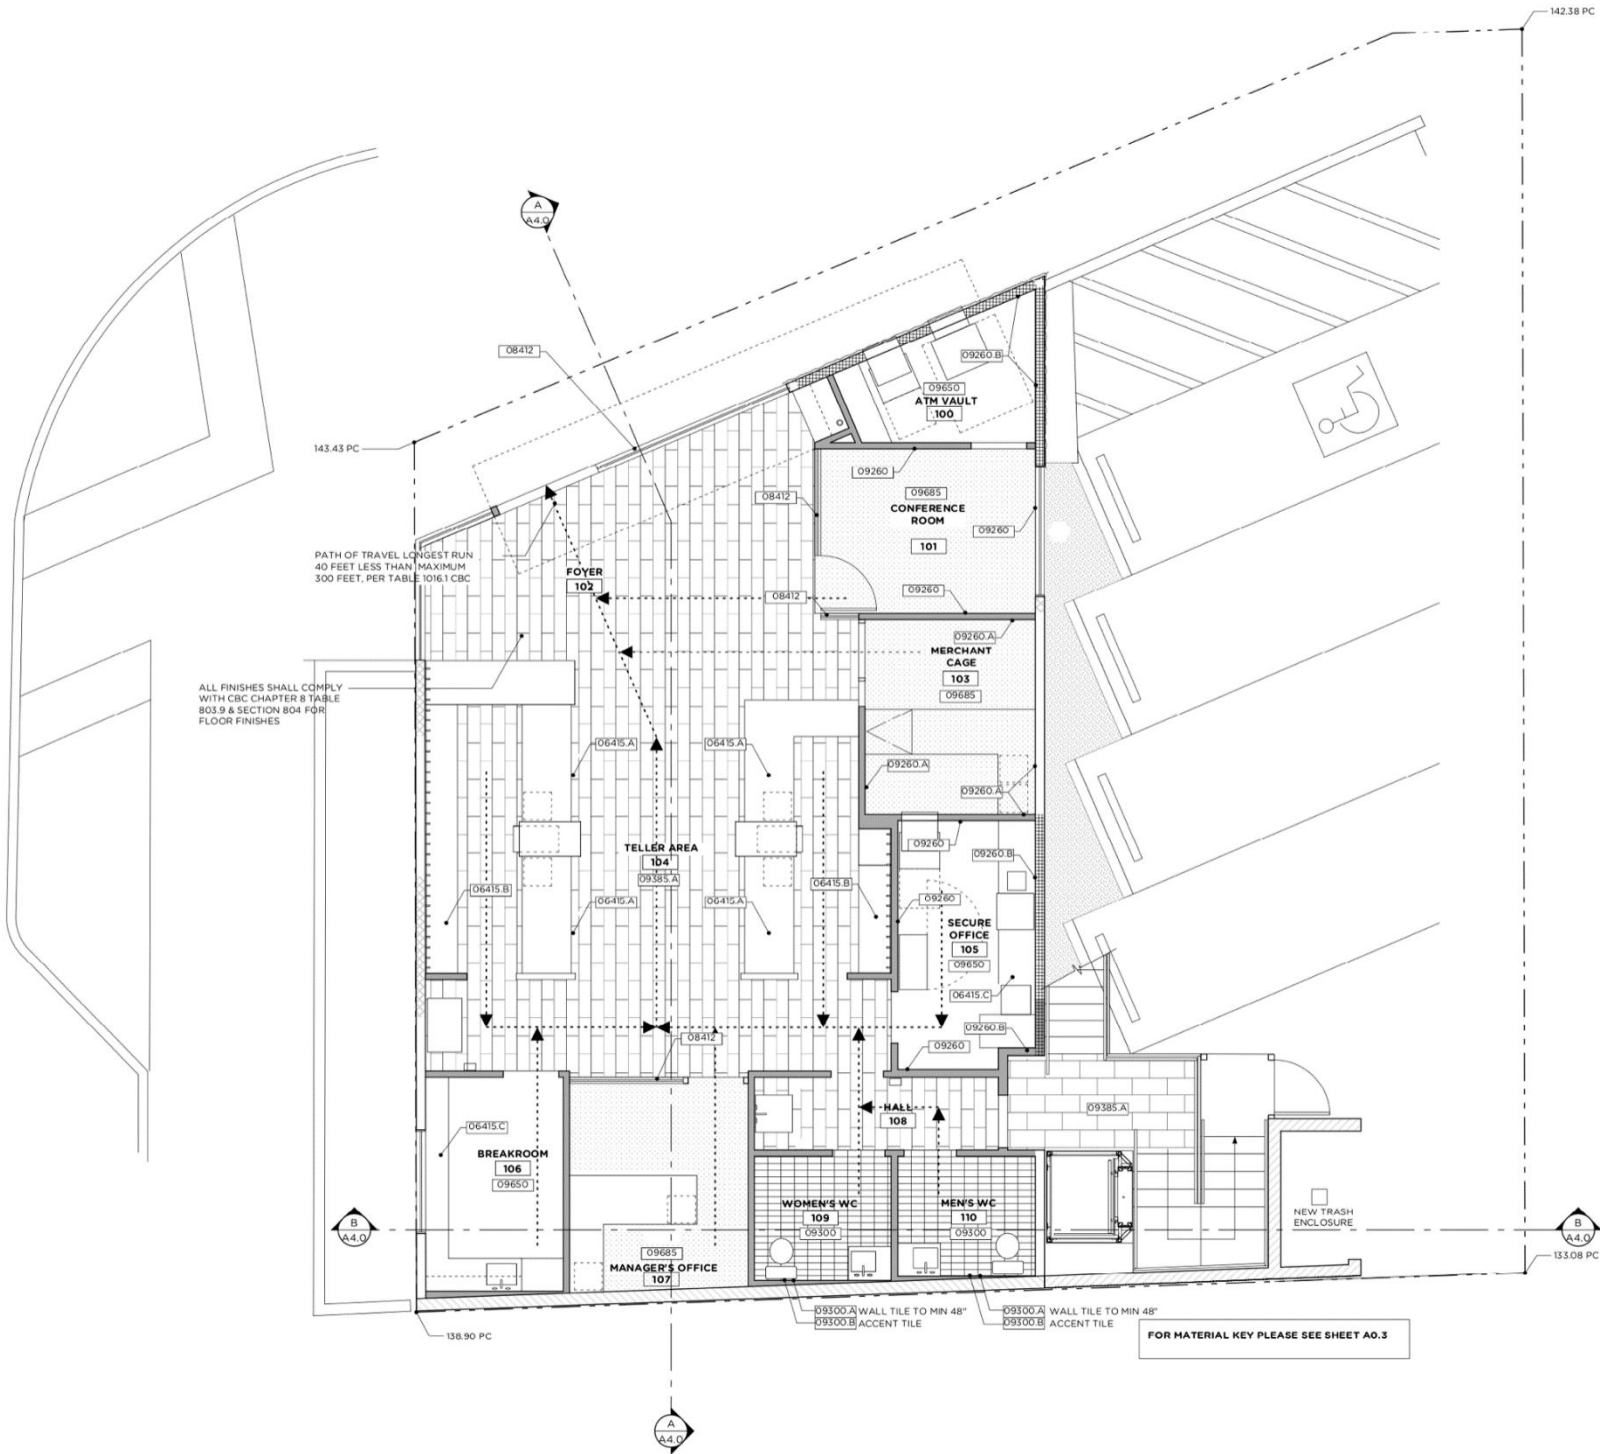 142.38 PC
A
A4.0
08412
09260.B
09650
ATM VAULT
100
143.43 PC
09260
08412
09685
CONFERENCE
ROOM
101
09260
PATH OF TRAVEL LONGEST RUN
40 FEET LESS THAN MAXIMUM
300 FEET, PER TABLE 1016.1 CBC
FOYER
102
08412
09260
09260.A
MERCHANT
CAGE
103
09685
ALL FINISHES SHALL COMPLY
WITH CBC CHAPTER 8 TABLE
803.9 & SECTION 804 FOR
FLOOR FINISHES
06415.A
06415.A
09260.A
09260.A
TELLER AREA
104
09385.A
09260
09260.B
06415.B
06415.B
06415.A
06415.A
09260
SECURE
OFFICE
105
09650
06415.C
09260.B
08412
09260
HALL
108
09385.A
06415.C
BREAKROOM
106
09650
WOMEN'S WC
109
09300
MEN'S WC
110
09300
NEW TRASH
ENCLOSURE
B
A4.0
B
A4.0
09685
MANAGER'S OFFICE
107
133.08 PC
138.90 PC
09300.A WALL TILE TO MIN 48"
09300.B ACCENT TILE
09300.A WALL TILE TO MIN 48"
09300.B ACCENT TILE
FOR MATERIAL KEY PLEASE SEE SHEET A0.3
A
A4.0